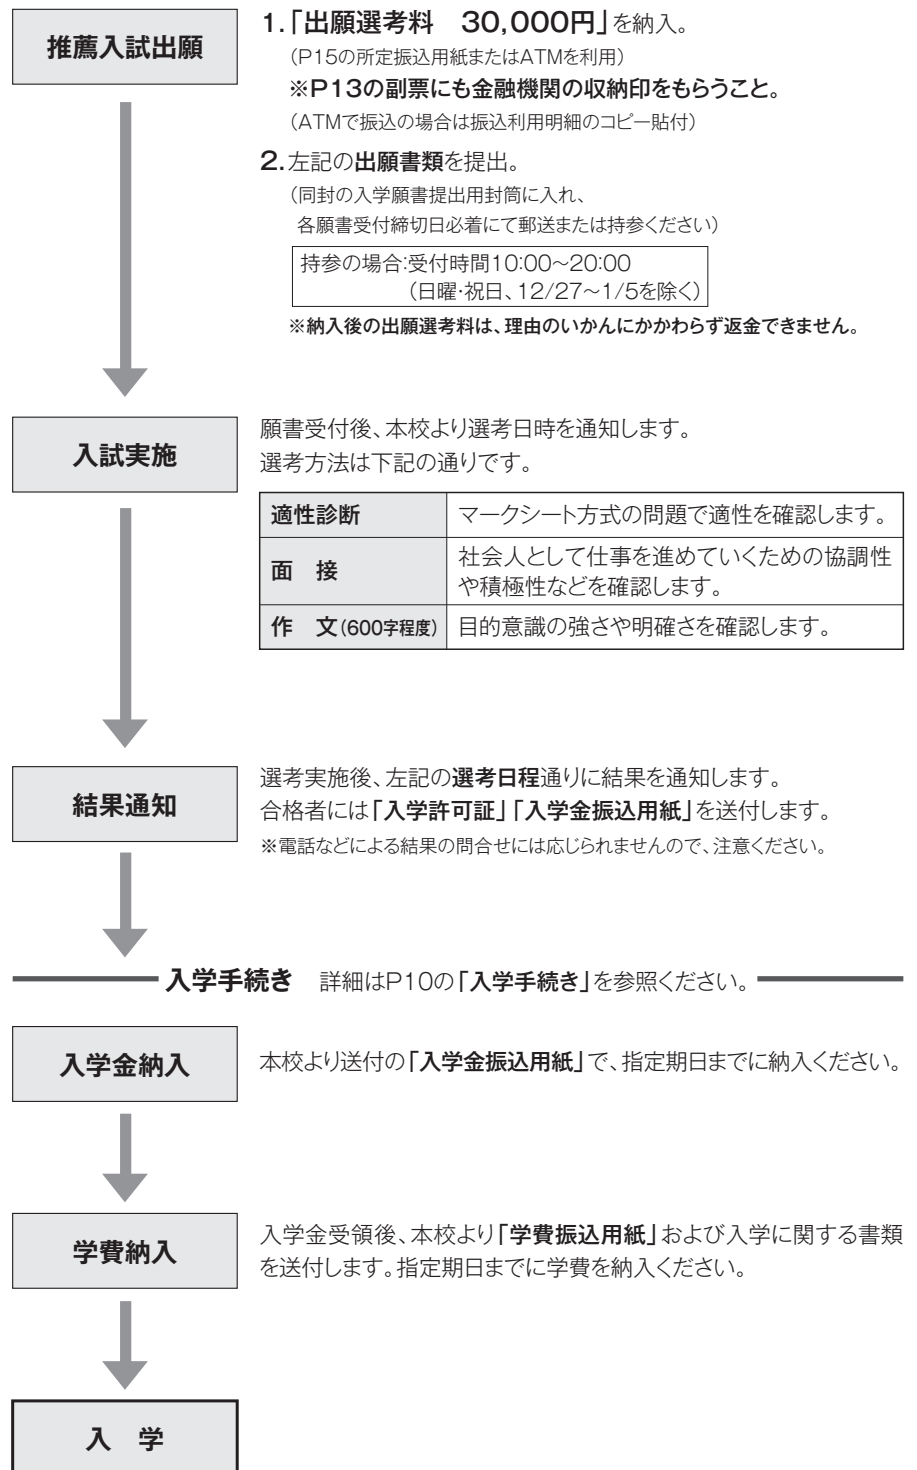 推薦入試出願
1.「出願選考料　30,000円」を納入。
（P15の所定振込用紙またはATMを利用）
※P13の副票にも金融機関の収納印をもらうこと。
（ATMで振込の場合は振込利用明細のコピー貼付）
2.左記の出願書類を提出。
（同封の入学願書提出用封筒に入れ、
各願書受付締切日必着にて郵送または持参ください）
持参の場合:受付時間10:00〜20:00
（日曜・祝日、12/27〜1/5を除く）
※納入後の出願選考料は、理由のいかんにかかわらず返金できません。
入試実施
願書受付後、本校より選考日時を通知します。
選考方法は下記の通りです。
適性診断　マークシート方式の問題で適性を確認します。
面　接　社会人として仕事を進めていくための協調性
や積極性などを確認します。
作　文(600字程度)　目的意識の強さや明確さを確認します。
結果通知
選考実施後、左記の選考日程通りに結果を通知します。
合格者には「入学許可証」「入学金振込用紙」を送付します。
※電話などによる結果の問合せには応じられませんので、注意ください。
入学手続き　詳細はP10の「入学手続き」を参照ください。
入学金納入
本校より送付の「入学金振込用紙」で、指定期日までに納入ください。
学費納入
入学金受領後、本校より「学費振込用紙」および入学に関する書類
を送付します。指定期日までに学費を納入ください。
入　学